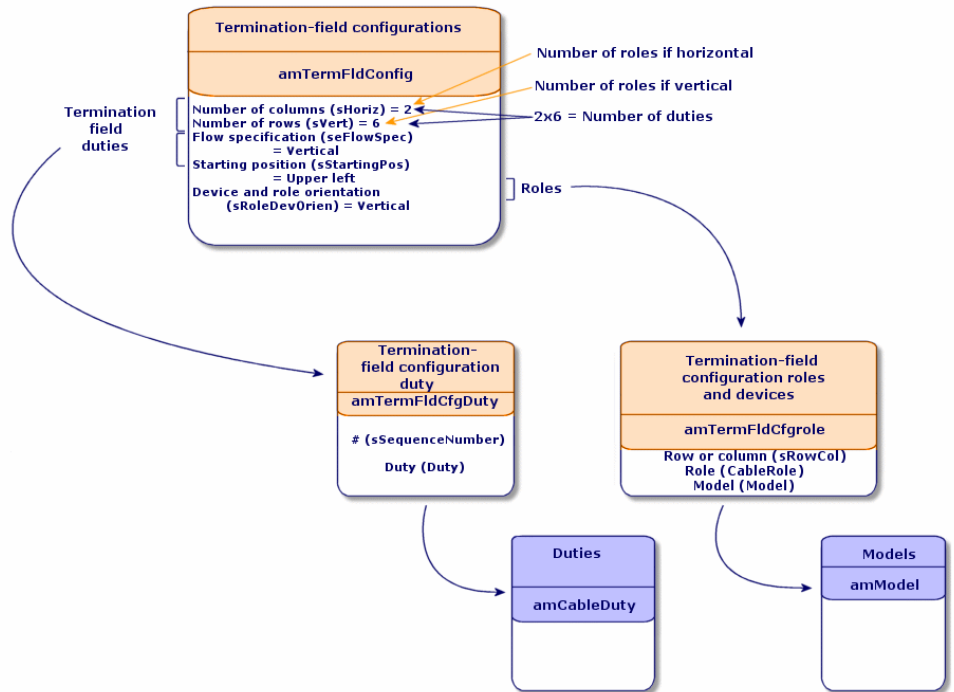 Termination-field configurations
amTermFldConfig
Number of columns (sHoriz) = 2
Number of rows (sVert) = 6
Flow specification (seFlowSpec)
= Vertical
Starting position (sStartingPos)
= Upper left
Device and role orientation
(sRoleDevOrien) = Vertical
Number of roles if horizontal
Number of roles if vertical
2x6 = Number of duties
Termination
field
duties
Roles
Termination-
field configuration
duty
amTermFldCfgDuty
# (sSequenceNumber)
Duty (Duty)
Termination-field
configuration roles
and devices
amTermFldCfgrole
Row or column (sRowCol)
Role (CableRole)
Model (Model)
Duties
amCableDuty
Models
amModel